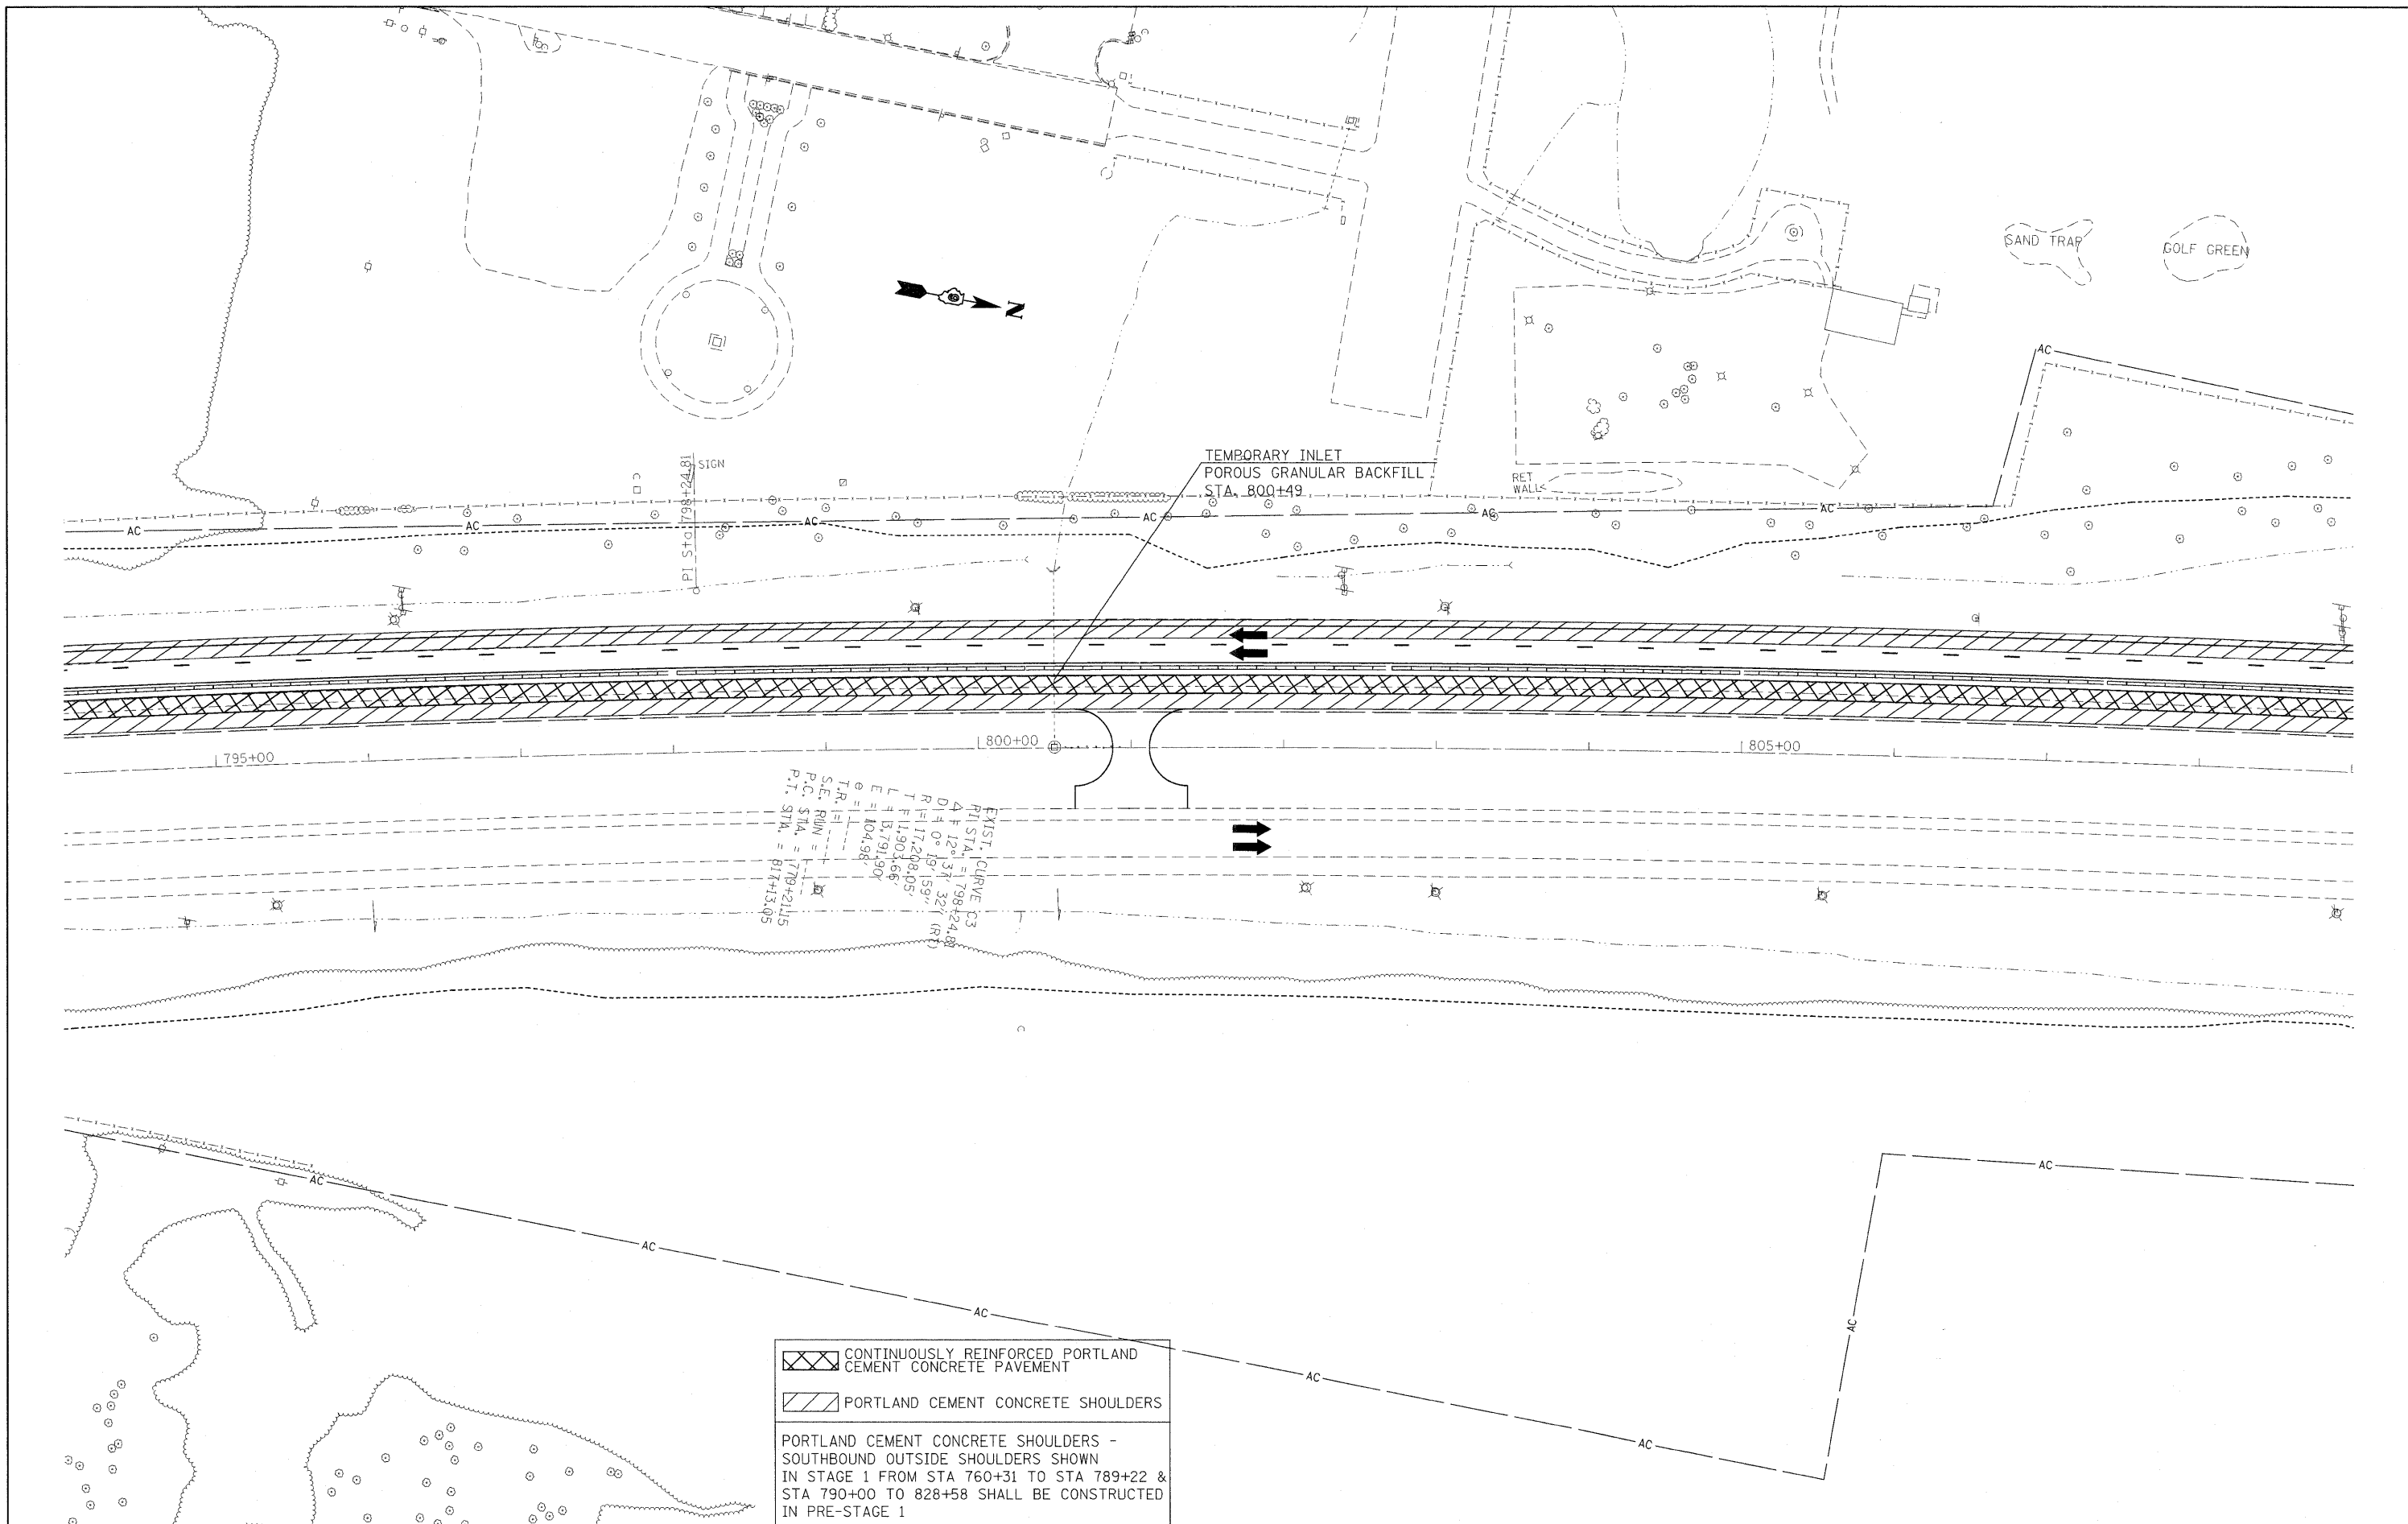 SAND TRAP
GOLF GREEN
N
AC
SIGN
PI STA 798+24.81
TEMPORARY INLET
POROUS GRANULAR BACKFILL
STA. 800+49
RET
WALL
AC
AC
AC
AC
AC
AC
795+00
800+00
805+00
EXIST. CURVE C3
PI STA. = 798+24.81
Δ = 12° 37' 32" (RT)
D = 0° 19' 59"
R = 17,208.05'
T = 1,903.66'
L = 3,791.90'
E = 104.98'
e =
T.R. =
S.E. RUN =
P.C. STA. = 779+21.15
P.T. STA. = 817+13.05
AC
AC
AC
AC
AC
AC
AC
CONTINUOUSLY REINFORCED PORTLAND
CEMENT CONCRETE PAVEMENT
PORTLAND CEMENT CONCRETE SHOULDERS
PORTLAND CEMENT CONCRETE SHOULDERS -
SOUTHBOUND OUTSIDE SHOULDERS SHOWN
IN STAGE 1 FROM STA 760+31 TO STA 789+22 &
STA 790+00 TO 828+58 SHALL BE CONSTRUCTED
IN PRE-STAGE 1